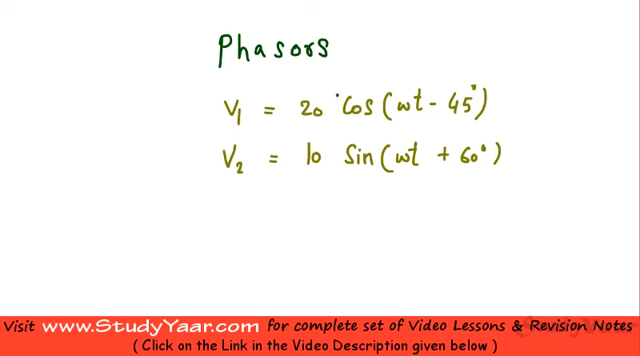 Phasors
V₁ = 20 Cos(wt - 45°)
V₂ = 10 Sin(wt + 60°)
Visit www.StudyYaar.com for complete set of Video Lessons & Revision Notes
( Click on the Link in the Video Description given below )